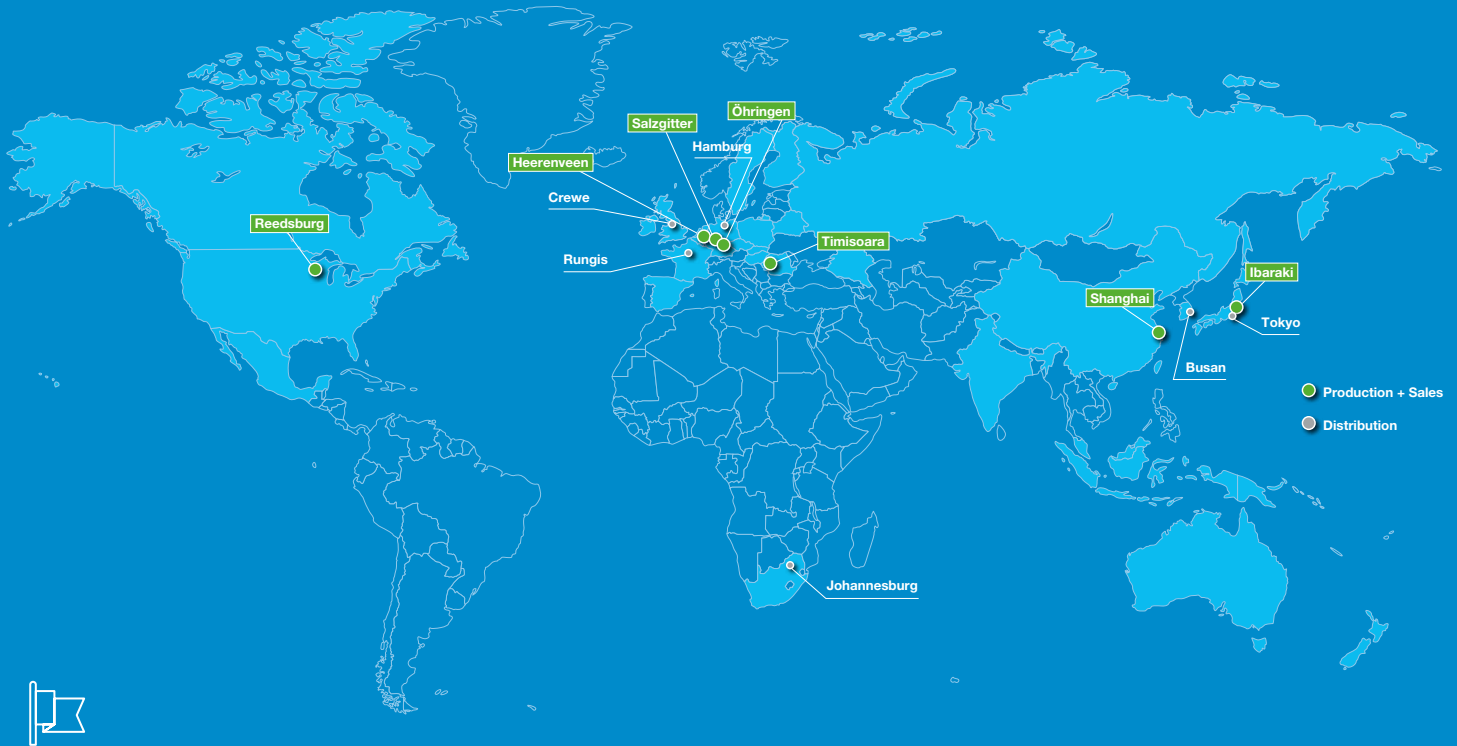 Öhringen
Salzgitter
Hamburg
Heerenveen
Crewe
Reedsburg
Timisoara
Rungis
Ibaraki
Shanghai
Tokyo
Busan
Production + Sales
Distribution
Johannesburg